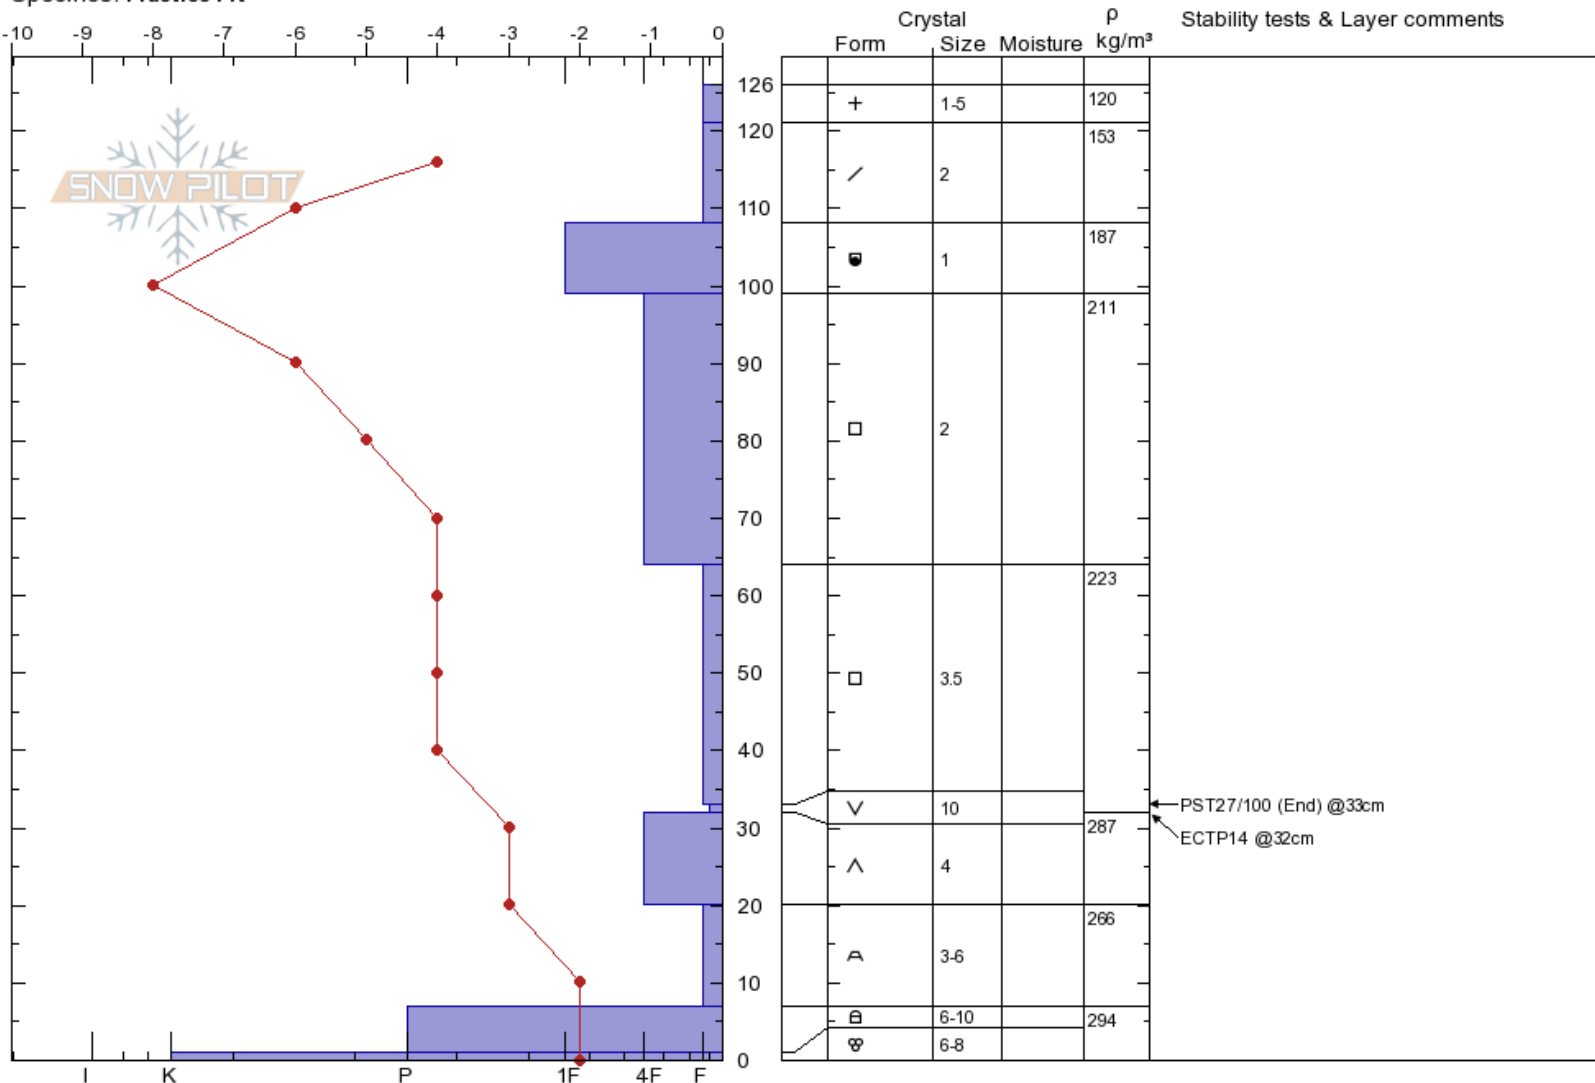 -10 -9 -8 -7 -6 -5 -4 -3 -2 -1 0
Crystal
ρ
Stability tests & Layer comments
Form Size Moisture kg/m³
SNOW PILOT
126
120
110
100
90
80
70
60
50
40
30
20
10
0
+ 1-5 120
2 153
1 187
2 211
3.5 223
10
4 287
3-6 266
6-10 294
6-8
PST27/100 (End) @33cm
ECTP14 @32cm
I K P 1F 4F F